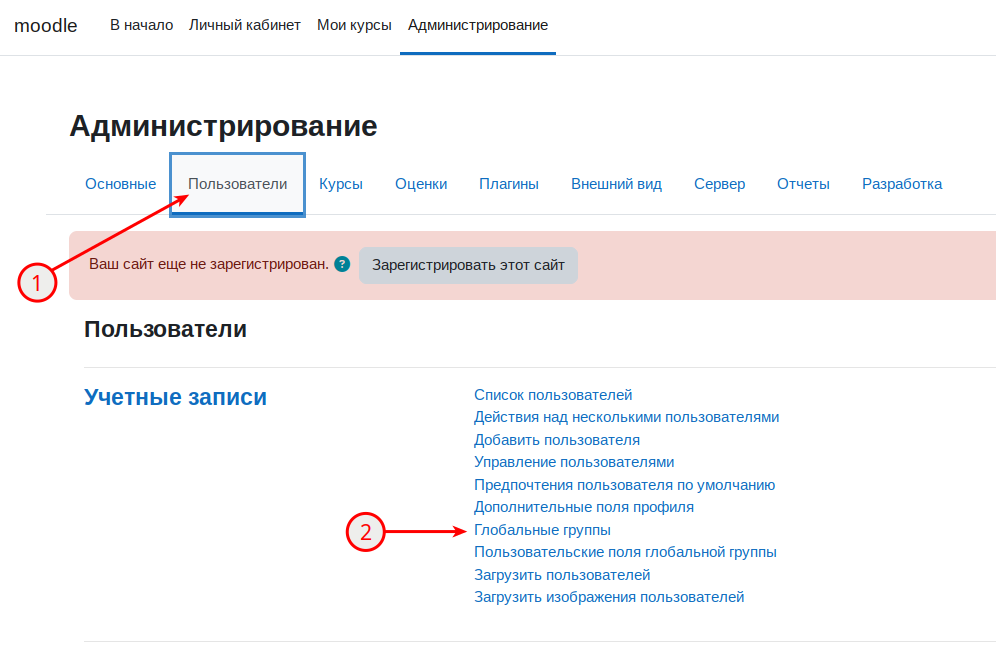 moodle В начало Личный кабинет Мои курсы Администрирование
Администрирование
Основные Пользователи Курсы Оценки Плагины Внешний вид Сервер Отчеты Разработка
Ваш сайт еще не зарегистрирован. ? Зарегистрировать этот сайт
1
Пользователи
Учетные записи
Список пользователей
Действия над несколькими пользователями
Добавить пользователя
Управление пользователями
Предпочтения пользователя по умолчанию
Дополнительные поля профиля
2 Глобальные группы
Пользовательские поля глобальной группы
Загрузить пользователей
Загрузить изображения пользователей